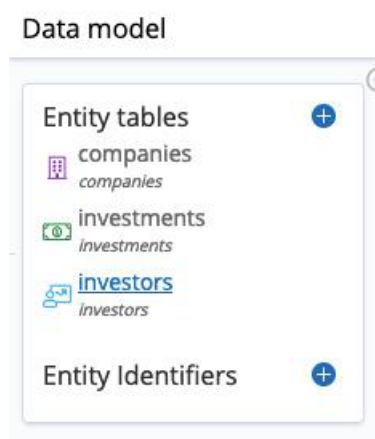 Data model
Entity tables
companies
companies
investments
investments
investors
investors
Entity Identifiers